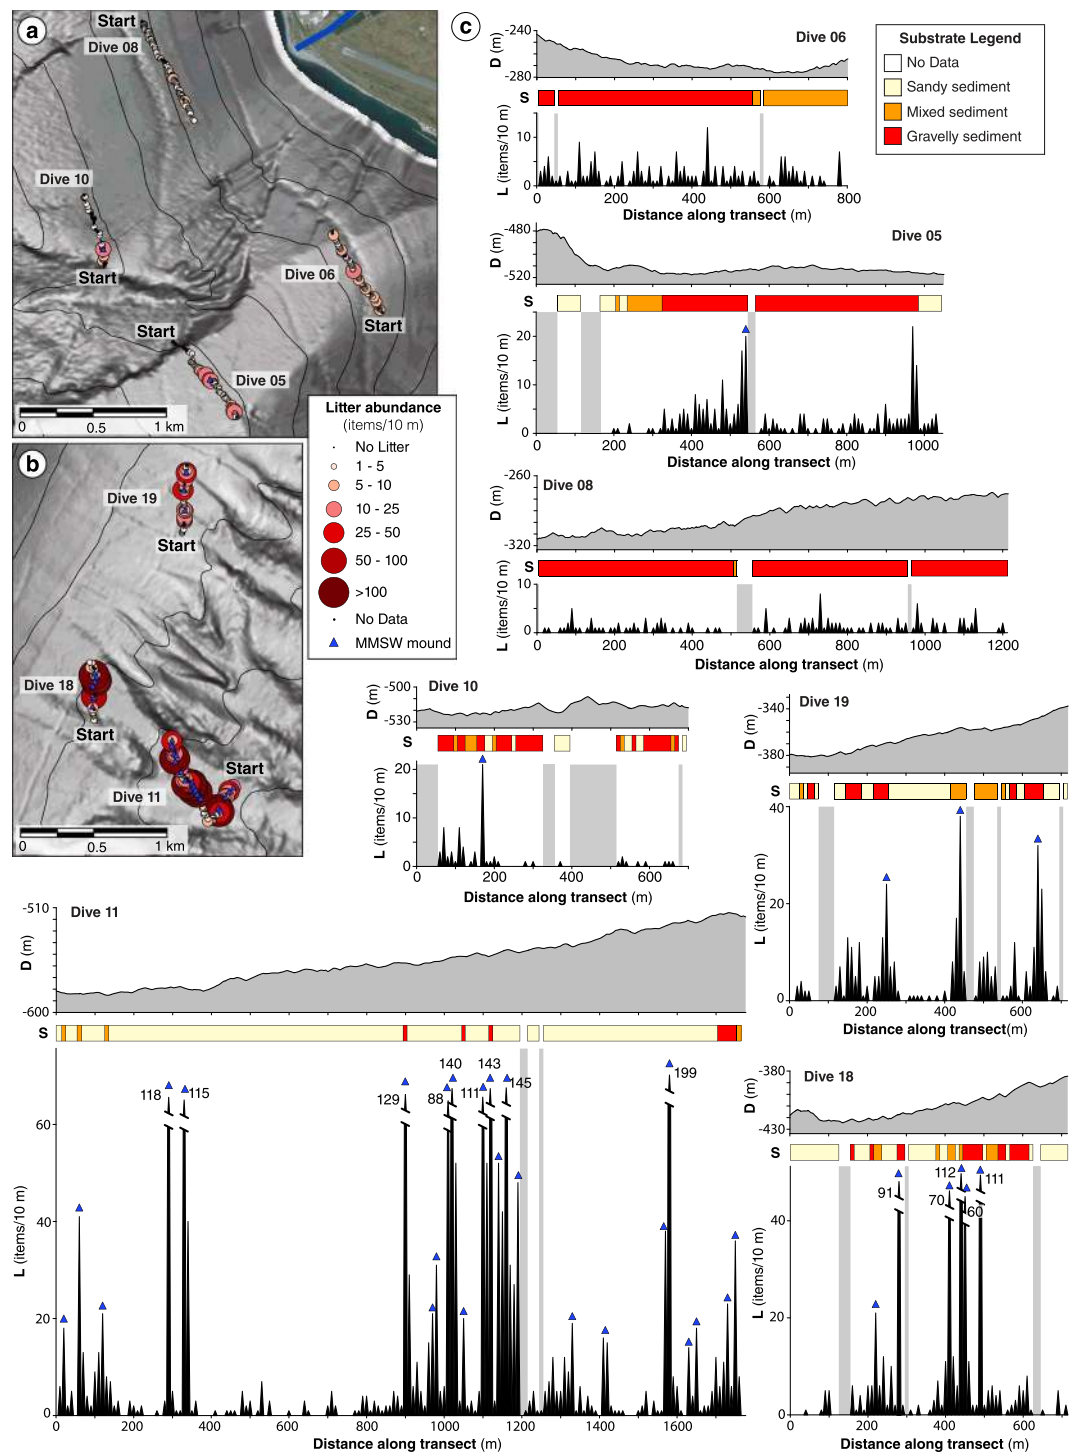 a
Start
Dive 08
Dive 10
Start
Dive 06
Start
Start
Dive 05
0 0.5 1 km
b
Dive 19
Start
Dive 18
Start
Start
Dive 11
0 0.5 1 km
Litter abundance
(items/10 m)
No Litter
1 - 5
5 - 10
10 - 25
25 - 50
50 - 100
>100
No Data
MMSW mound
c
Substrate Legend
No Data
Sandy sediment
Mixed sediment
Gravelly sediment
Dive 06
D (m)
-240
-280
S
L (items/10 m)
10
0
0 200 400 600 800
Distance along transect (m)
Dive 05
D (m)
-480
-520
S
L (items/10 m)
20
10
0
0 200 400 600 800 1000
Distance along transect (m)
Dive 08
D (m)
-260
-320
S
L (items/10 m)
10
0
0 200 400 600 800 1000 1200
Distance along transect (m)
Dive 10
D (m)
-500
-530
S
L (items/10 m)
20
10
0
0 200 400 600
Distance along transect (m)
Dive 19
D (m)
-340
-380
S
L (items/10 m)
40
20
0
0 200 400 600
Distance along transect(m)
Dive 11
D (m)
-510
-600
S
L (items/10 m)
60
40
20
0
118 115 129 88 140 111 143 145 199
0 200 400 600 800 1000 1200 1400 1600
Distance along transect (m)
Dive 18
D (m)
-380
-430
S
L (items/10 m)
40
20
0
91 70 112 60 111
0 200 400 600
Distance along transect (m)